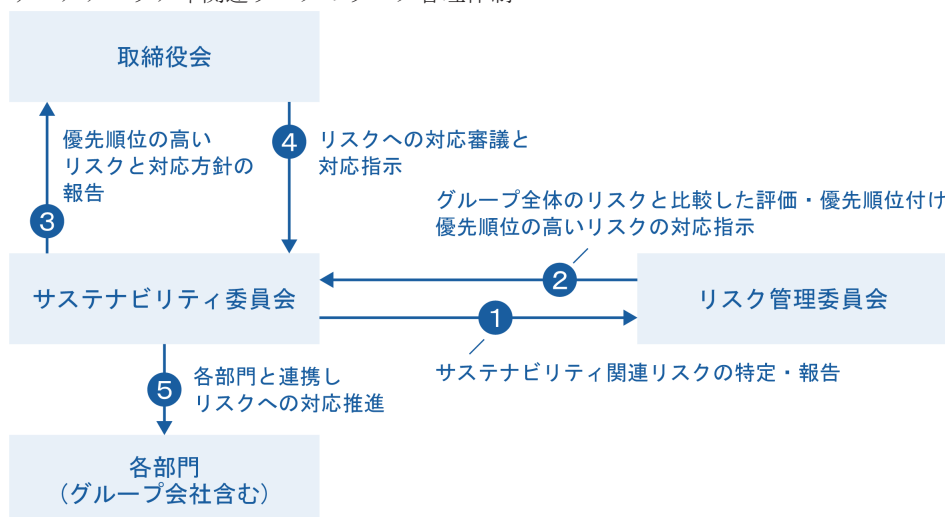 取締役会
優先順位の高い
リスクと対応方針の
報告
3
4
リスクへの対応審議と
対応指示
グループ全体のリスクと比較した評価・優先順位付け
優先順位の高いリスクの対応指示
2
サステナビリティ委員会
リスク管理委員会
1
サステナビリティ関連リスクの特定・報告
5
各部門と連携し
リスクへの対応推進
各部門
（グループ会社含む）